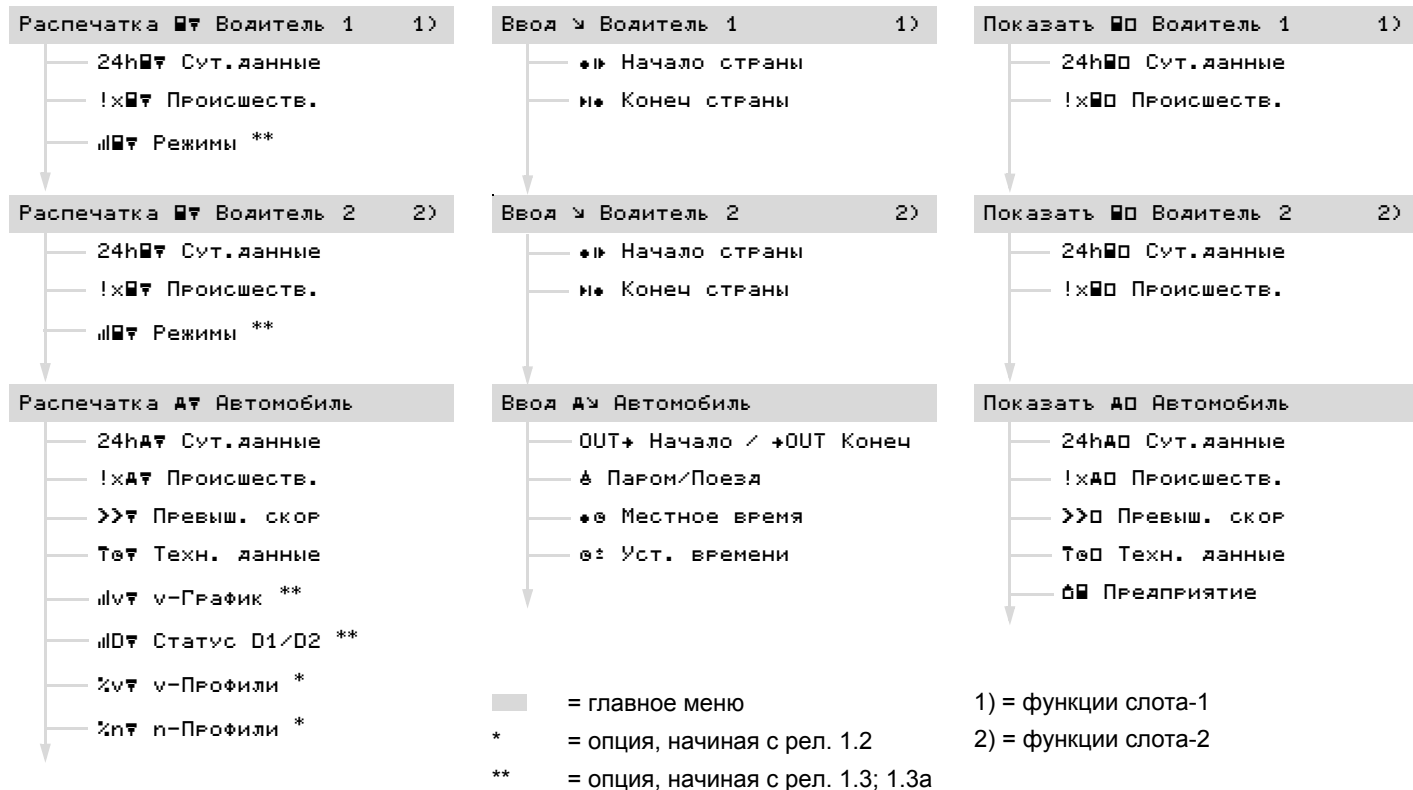 Распечатка Водитель 1 1)
24h Сут.данные
!x Происшеств.
Режимы **
Распечатка Водитель 2 2)
24h Сут.данные
!x Происшеств.
Режимы **
Распечатка Автомобиль
24h Сут.данные
!x Происшеств.
>> Превыш. скор
Техн. данные
v v-График **
D Статус D1/D2 **
%v v-Профили *
%n n-Профили *
Ввод Водитель 1 1)
Начало страны
Конец страны
Ввод Водитель 2 2)
Начало страны
Конец страны
Ввод Автомобиль
OUT Начало / OUT Конец
Паром/Поезд
Местное время
Уст. времени
Показать Водитель 1 1)
24h Сут.данные
!x Происшеств.
Показать Водитель 2 2)
24h Сут.данные
!x Происшеств.
Показать Автомобиль
24h Сут.данные
!x Происшеств.
>> Превыш. скор
Техн. данные
Предприятие
= главное меню
* = опция, начиная с рел. 1.2
** = опция, начиная с рел. 1.3; 1.3a
1) = функции слота-1
2) = функции слота-2